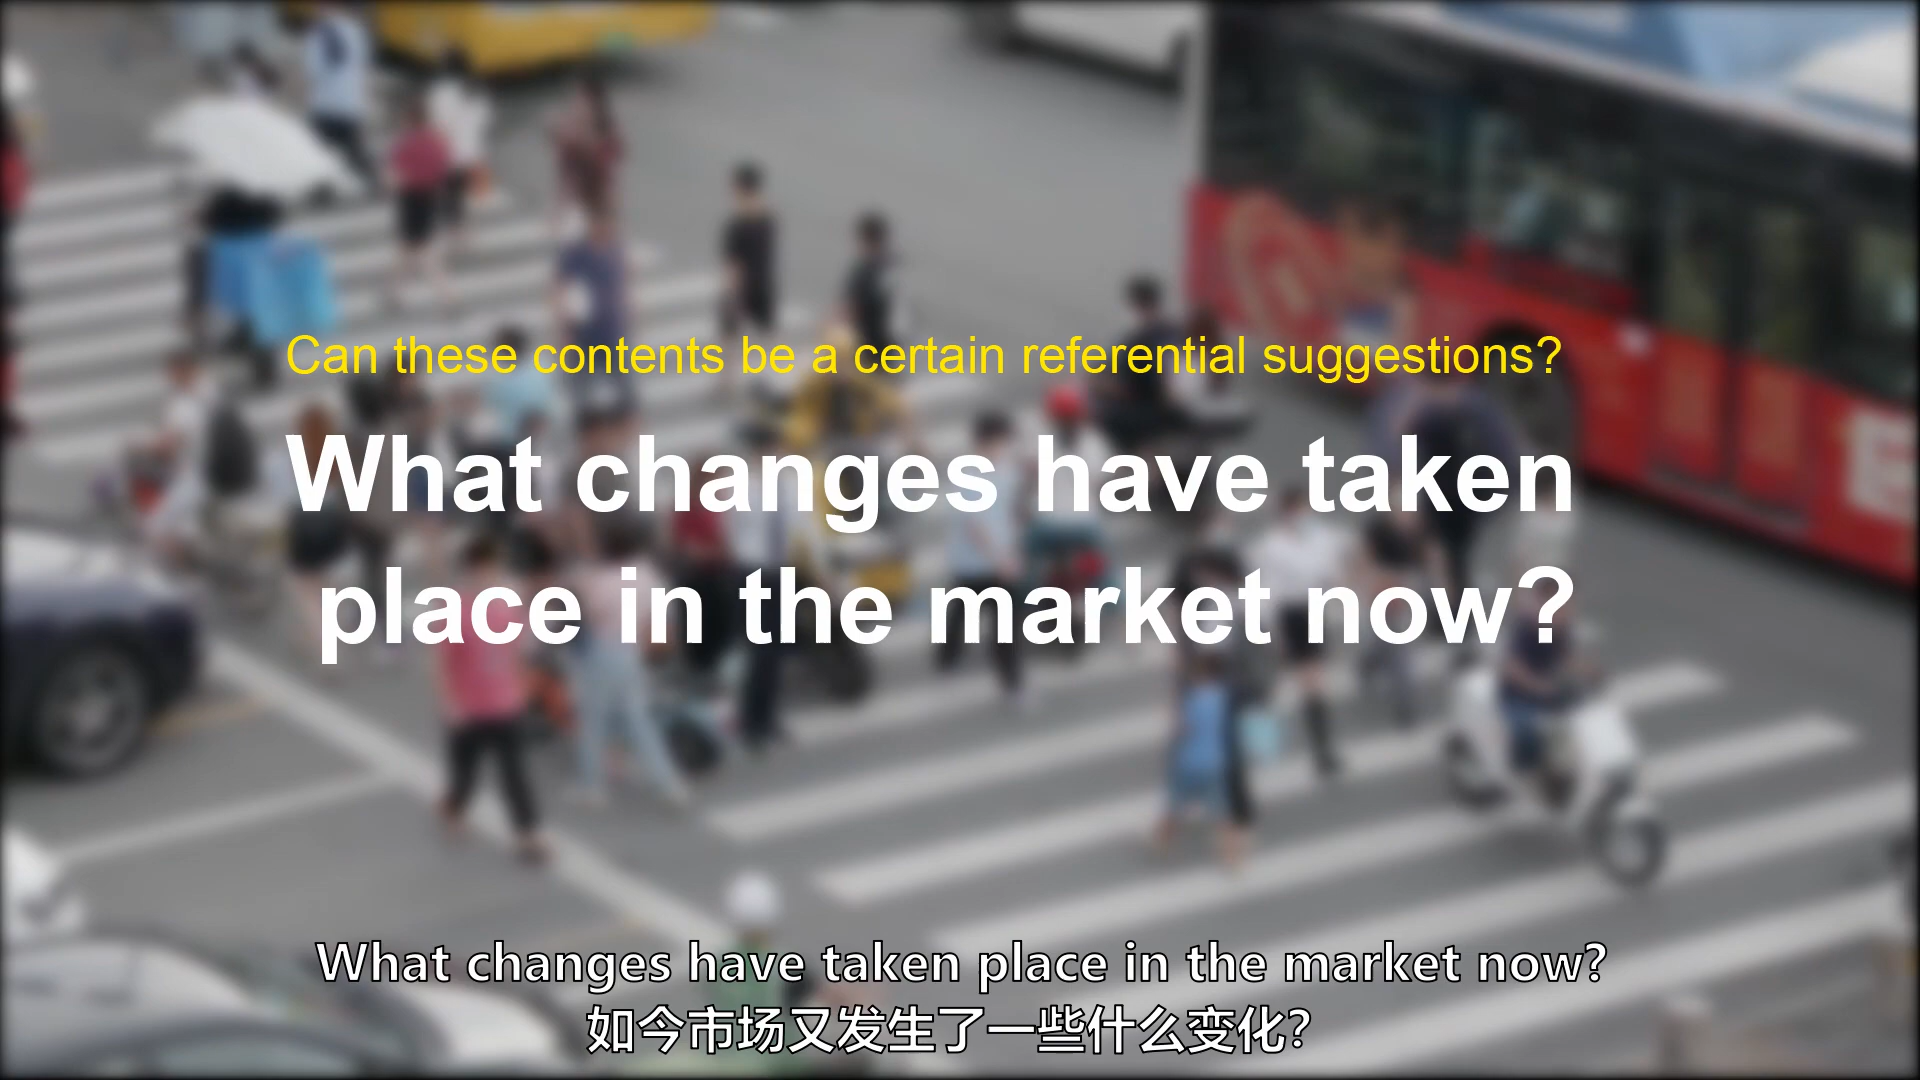 Can these contents be a certain referential suggestions?
What changes have taken
place in the market now?
What changes have taken place in the market now?
如今市场又发生了一些什么变化?